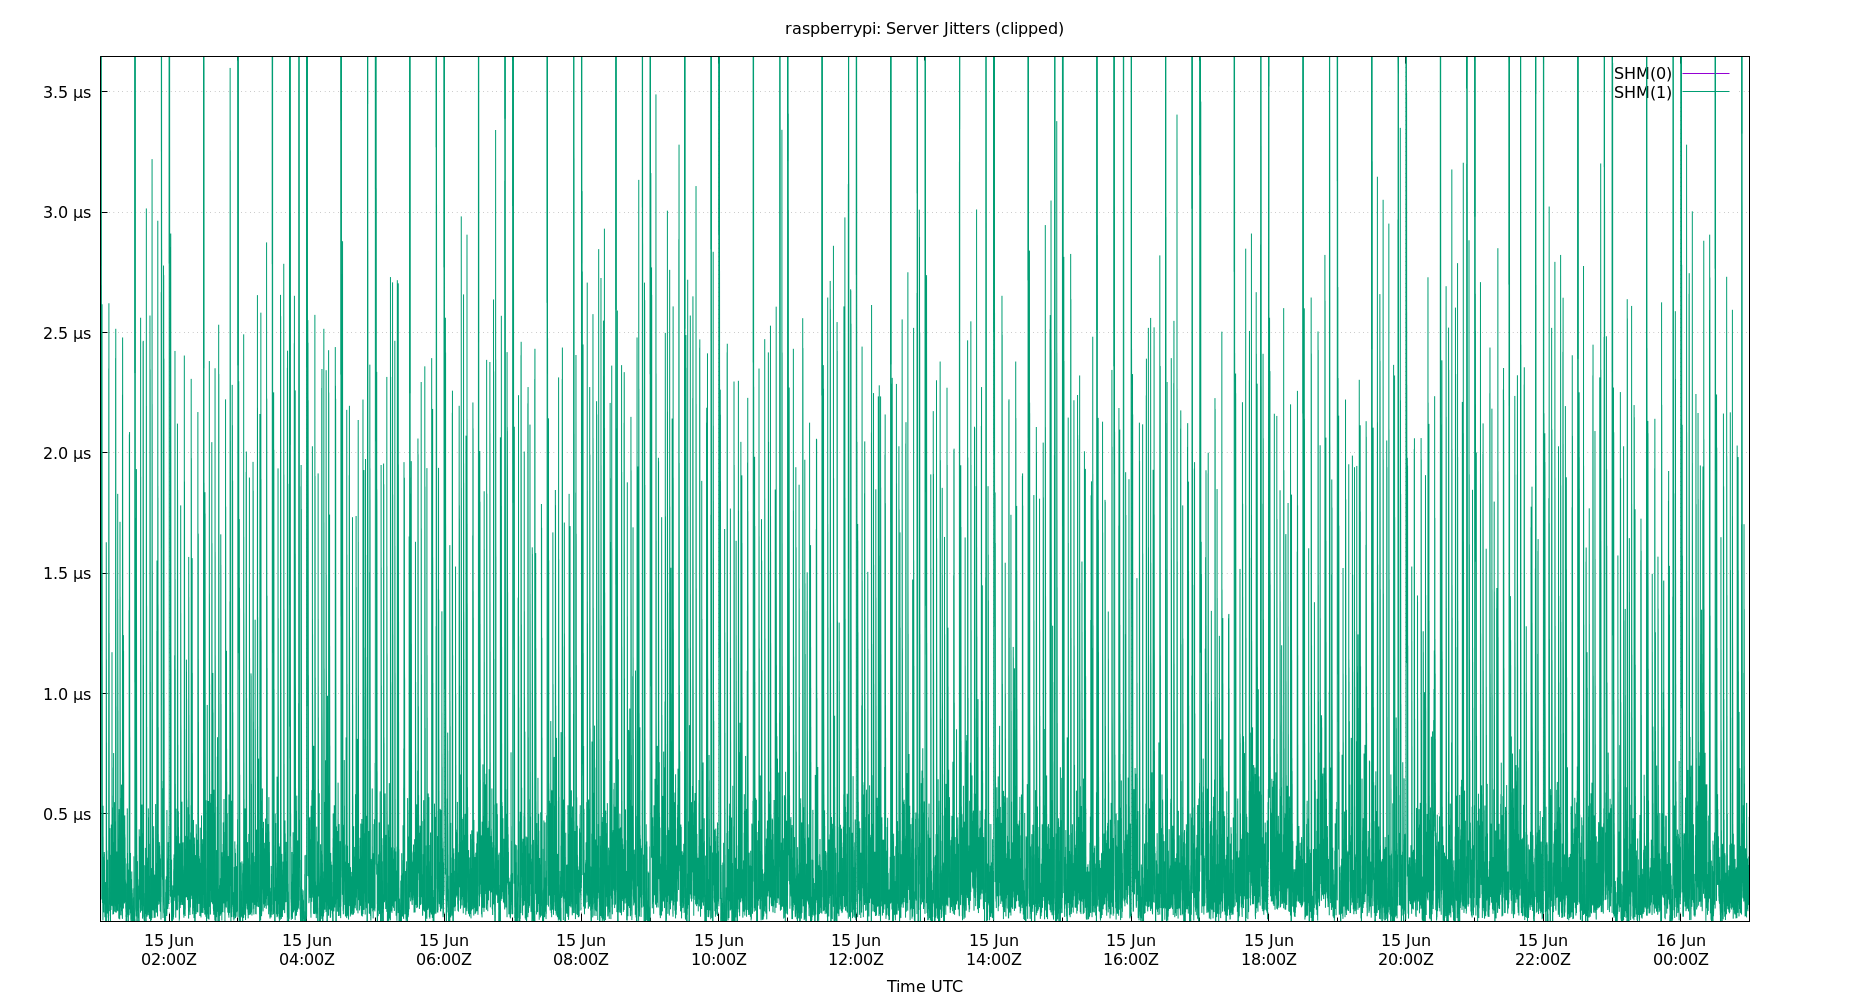 raspberrypi: Server Jitters (clipped)
SHM(0)
SHM(1)
3.5 µs
3.0 µs
2.5 µs
2.0 µs
1.5 µs
1.0 µs
0.5 µs
15 Jun 15 Jun 15 Jun 15 Jun 15 Jun 15 Jun 15 Jun 15 Jun 15 Jun 15 Jun 15 Jun 16 Jun
02:00Z 04:00Z 06:00Z 08:00Z 10:00Z 12:00Z 14:00Z 16:00Z 18:00Z 20:00Z 22:00Z 00:00Z
Time UTC